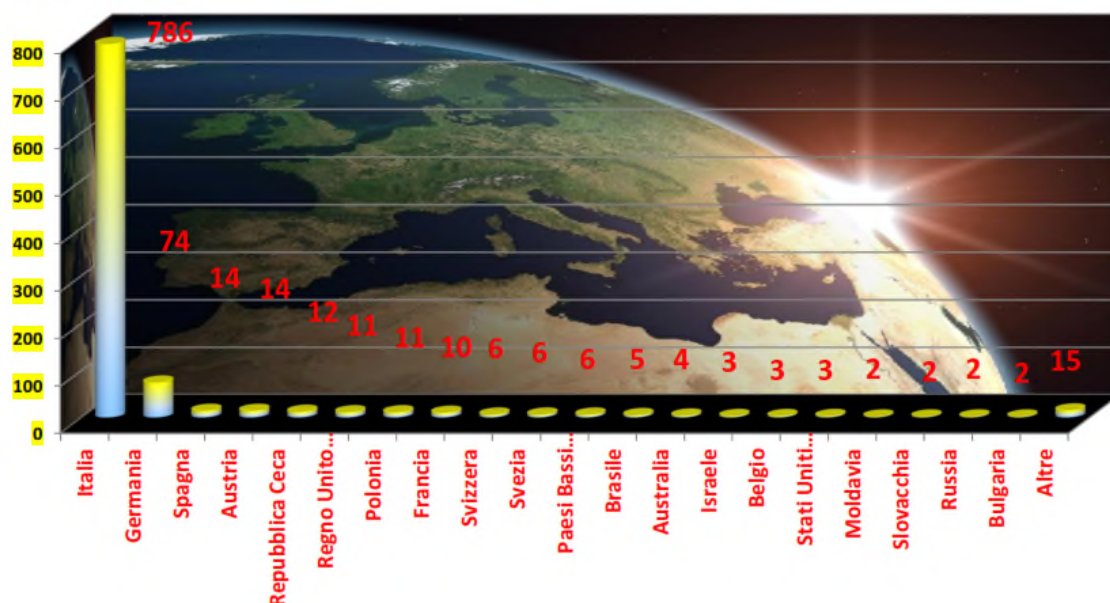 800
700
600
500
400
300
200
100
0
786
74
14
14
12
11
11
10
6
6
6
5
4
3
3
3
2
2
2
2
15
Italia
Germania
Spagna
Austria
Repubblica Ceca
Regno Unito…
Polonia
Francia
Svizzera
Svezia
Paesi Bassi…
Brasile
Australia
Israele
Belgio
Stati Uniti…
Moldavia
Slovacchia
Russia
Bulgaria
Altre